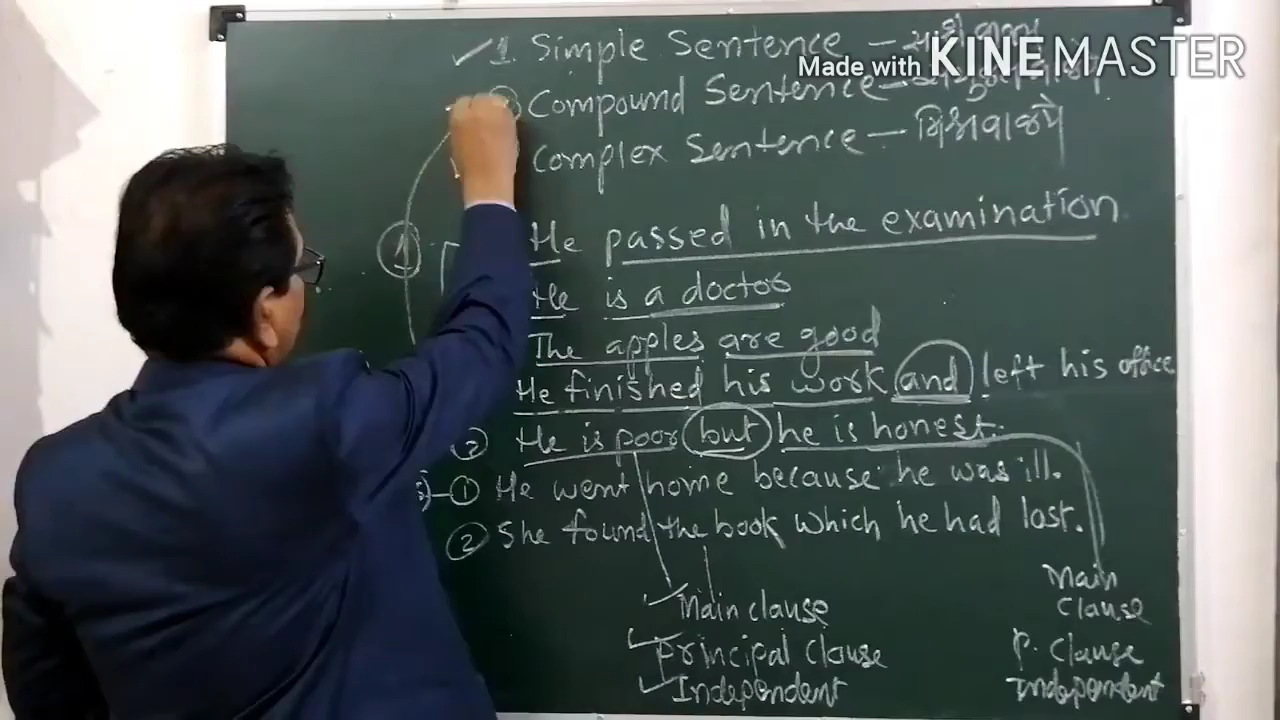 1. Simple Sentence –
Made with KINEMASTER
Compound Sentence –
Complex Sentence –
He passed in the examination
He is a doctor
The apples are good
He finished his work and left his office
② He is poor but he is honest.
① He went home because he was ill.
② She found the book which he had lost.
Main clause
Principal clause
Independent
Main
Clause
P. Clause
Independent
①